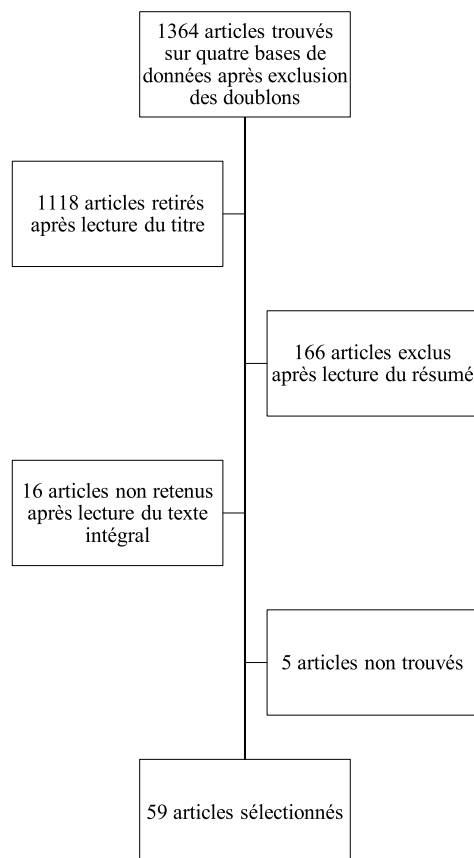 1364 articles trouvés
sur quatre bases de
données après exclusion
des doublons
1118 articles retirés
après lecture du titre
166 articles exclus
après lecture du résumé
16 articles non retenus
après lecture du texte
intégral
5 articles non trouvés
59 articles sélectionnés